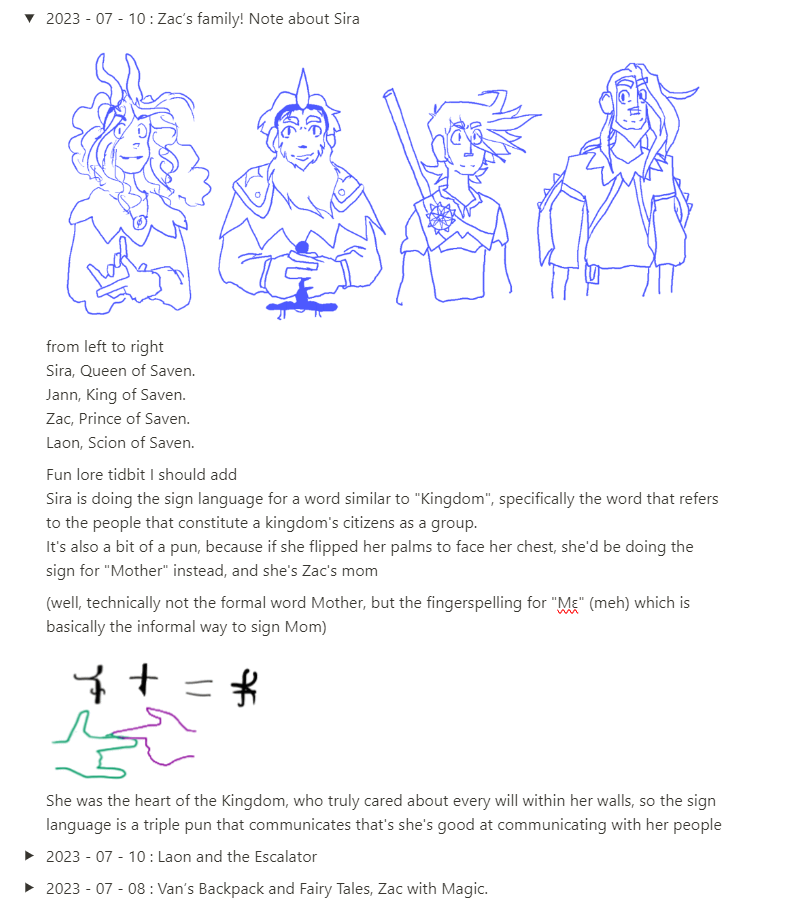 2023 - 07 - 10 : Zac's family! Note about Sira
from left to right
Sira, Queen of Saven.
Jann, King of Saven.
Zac, Prince of Saven.
Laon, Scion of Saven.
Fun lore tidbit I should add
Sira is doing the sign language for a word similar to "Kingdom", specifically the word that refers
to the people that constitute a kingdom's citizens as a group.
It's also a bit of a pun, because if she flipped her palms to face her chest, she'd be doing the
sign for "Mother" instead, and she's Zac's mom
(well, technically not the formal word Mother, but the fingerspelling for "Mɛ" (meh) which is
basically the informal way to sign Mom)
She was the heart of the Kingdom, who truly cared about every will within her walls, so the sign
language is a triple pun that communicates that's she's good at communicating with her people
2023 - 07 - 10 : Laon and the Escalator
2023 - 07 - 08 : Van's Backpack and Fairy Tales, Zac with Magic.